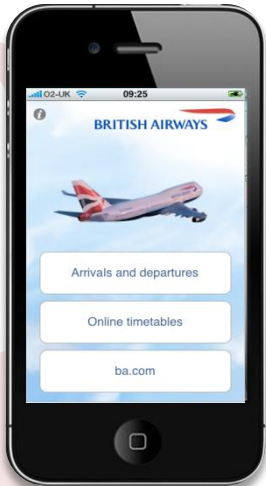 O2-UK 09:25
BRITISH AIRWAYS
Arrivals and departures
Online timetables
ba.com